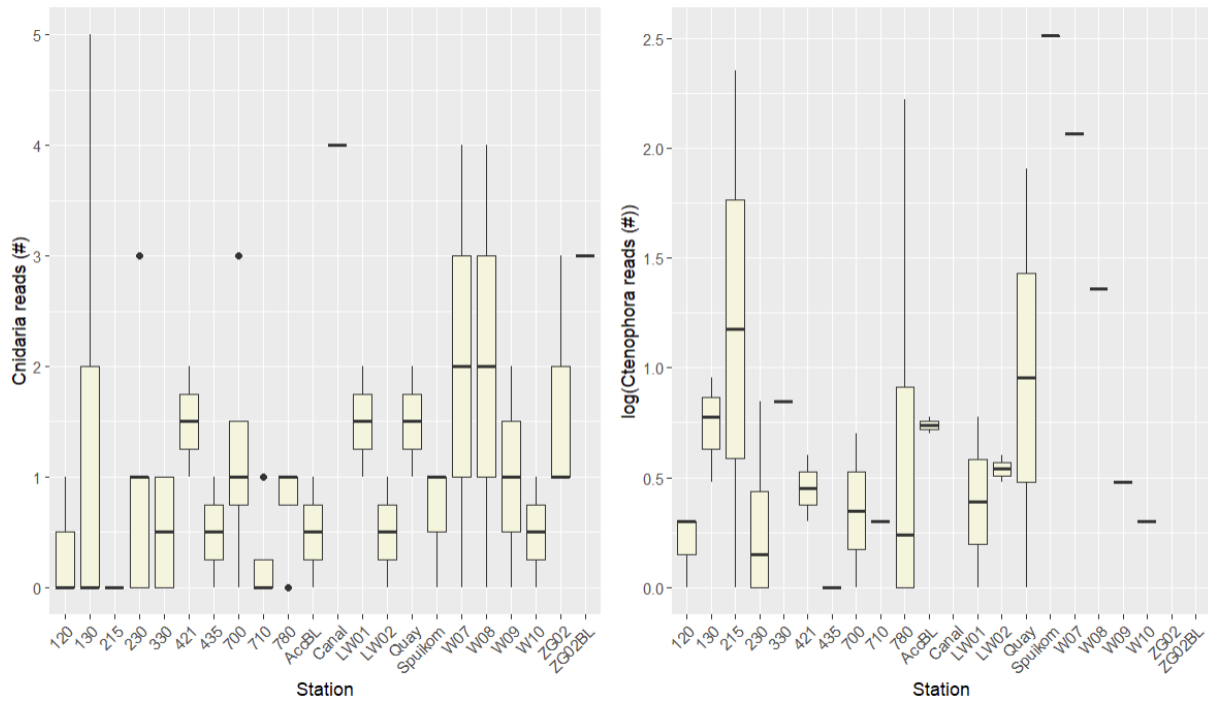 Cnidaria reads (#)
5
4
3
2
1
0
120 130 215 230 330 421 435 700 710 780 AcoBL Canal LW01 LW02 Quay Spuikom W07 W08 W09 W10 ZG02 ZG02BL
Station
log(Ctenophora reads (#))
2.5
2.0
1.5
1.0
0.5
0.0
120 130 215 230 330 421 435 700 710 780 AcoBL Canal LW01 LW02 Quay Spuikom W07 W08 W09 W10 ZG02 ZG02BL
Station